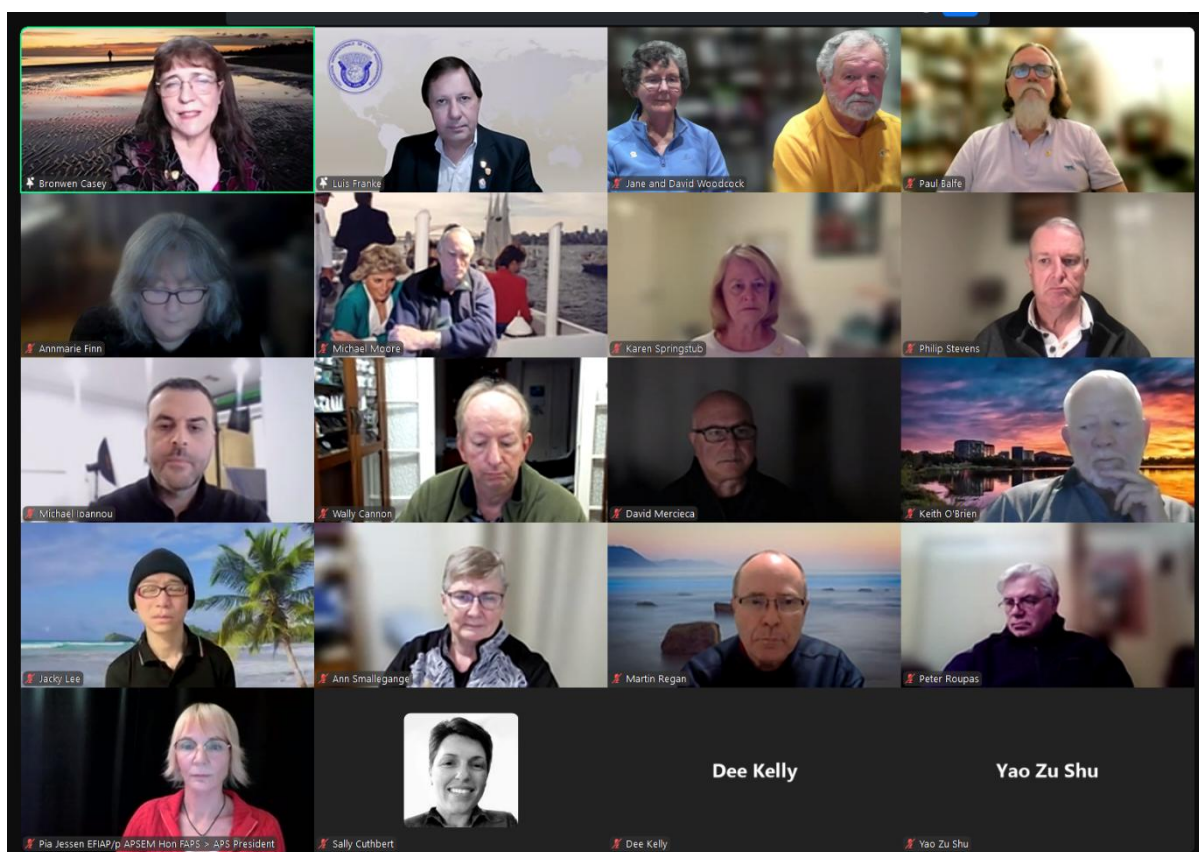 Bronwen Casey
Luis Franke
Jane and David Woodcock
Paul Balfe
Annmarie Finn
Michael Moore
Karen Springstub
Philip Stevens
Michael Ioannou
Wally Cannon
David Mercieca
Keith O'Brien
Jacky Lee
Ann Smallegange
Martin Regan
Peter Roupas
Dee Kelly
Yao Zu Shu
Pia Jessen EFIAP/p APSEM Hon FAPS > APS President
Sally Cuthbert
Dee Kelly
Yao Zu Shu